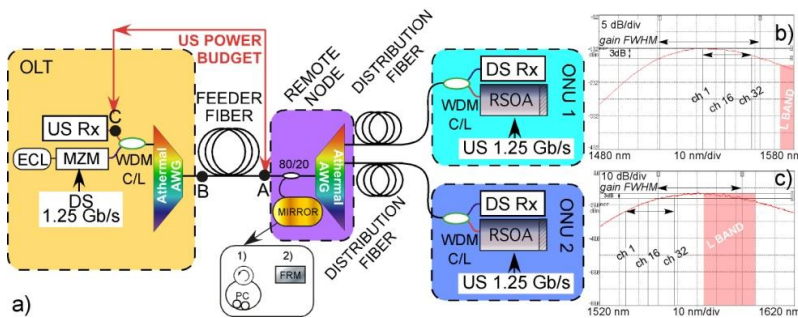 OLT
US POWER
BUDGET
C
US Rx
ECL
MZM
WDM
C/L
DS
1.25 Gb/s
Athermal
AWG
FEEDER
FIBER
B
A
REMOTE
NODE
80/20
MIRROR
Athermal
AWG
1)
2)
PC
FRM
DISTRIBUTION
FIBER
DISTRIBUTION
FIBER
ONU 1
DS Rx
WDM
C/L
RSOA
US 1.25 Gb/s
ONU 2
DS Rx
WDM
C/L
RSOA
US 1.25 Gb/s
a)
5 dB/div
b)
gain FWHM
3dB
ch 1
ch 16
ch 32
L BAND
1480 nm
10 nm/div
1580 nm
10 dB/div
c)
gain FWHM
ch 1
ch 16
ch 32
L BAND
1520 nm
10 nm/div
1620 nm